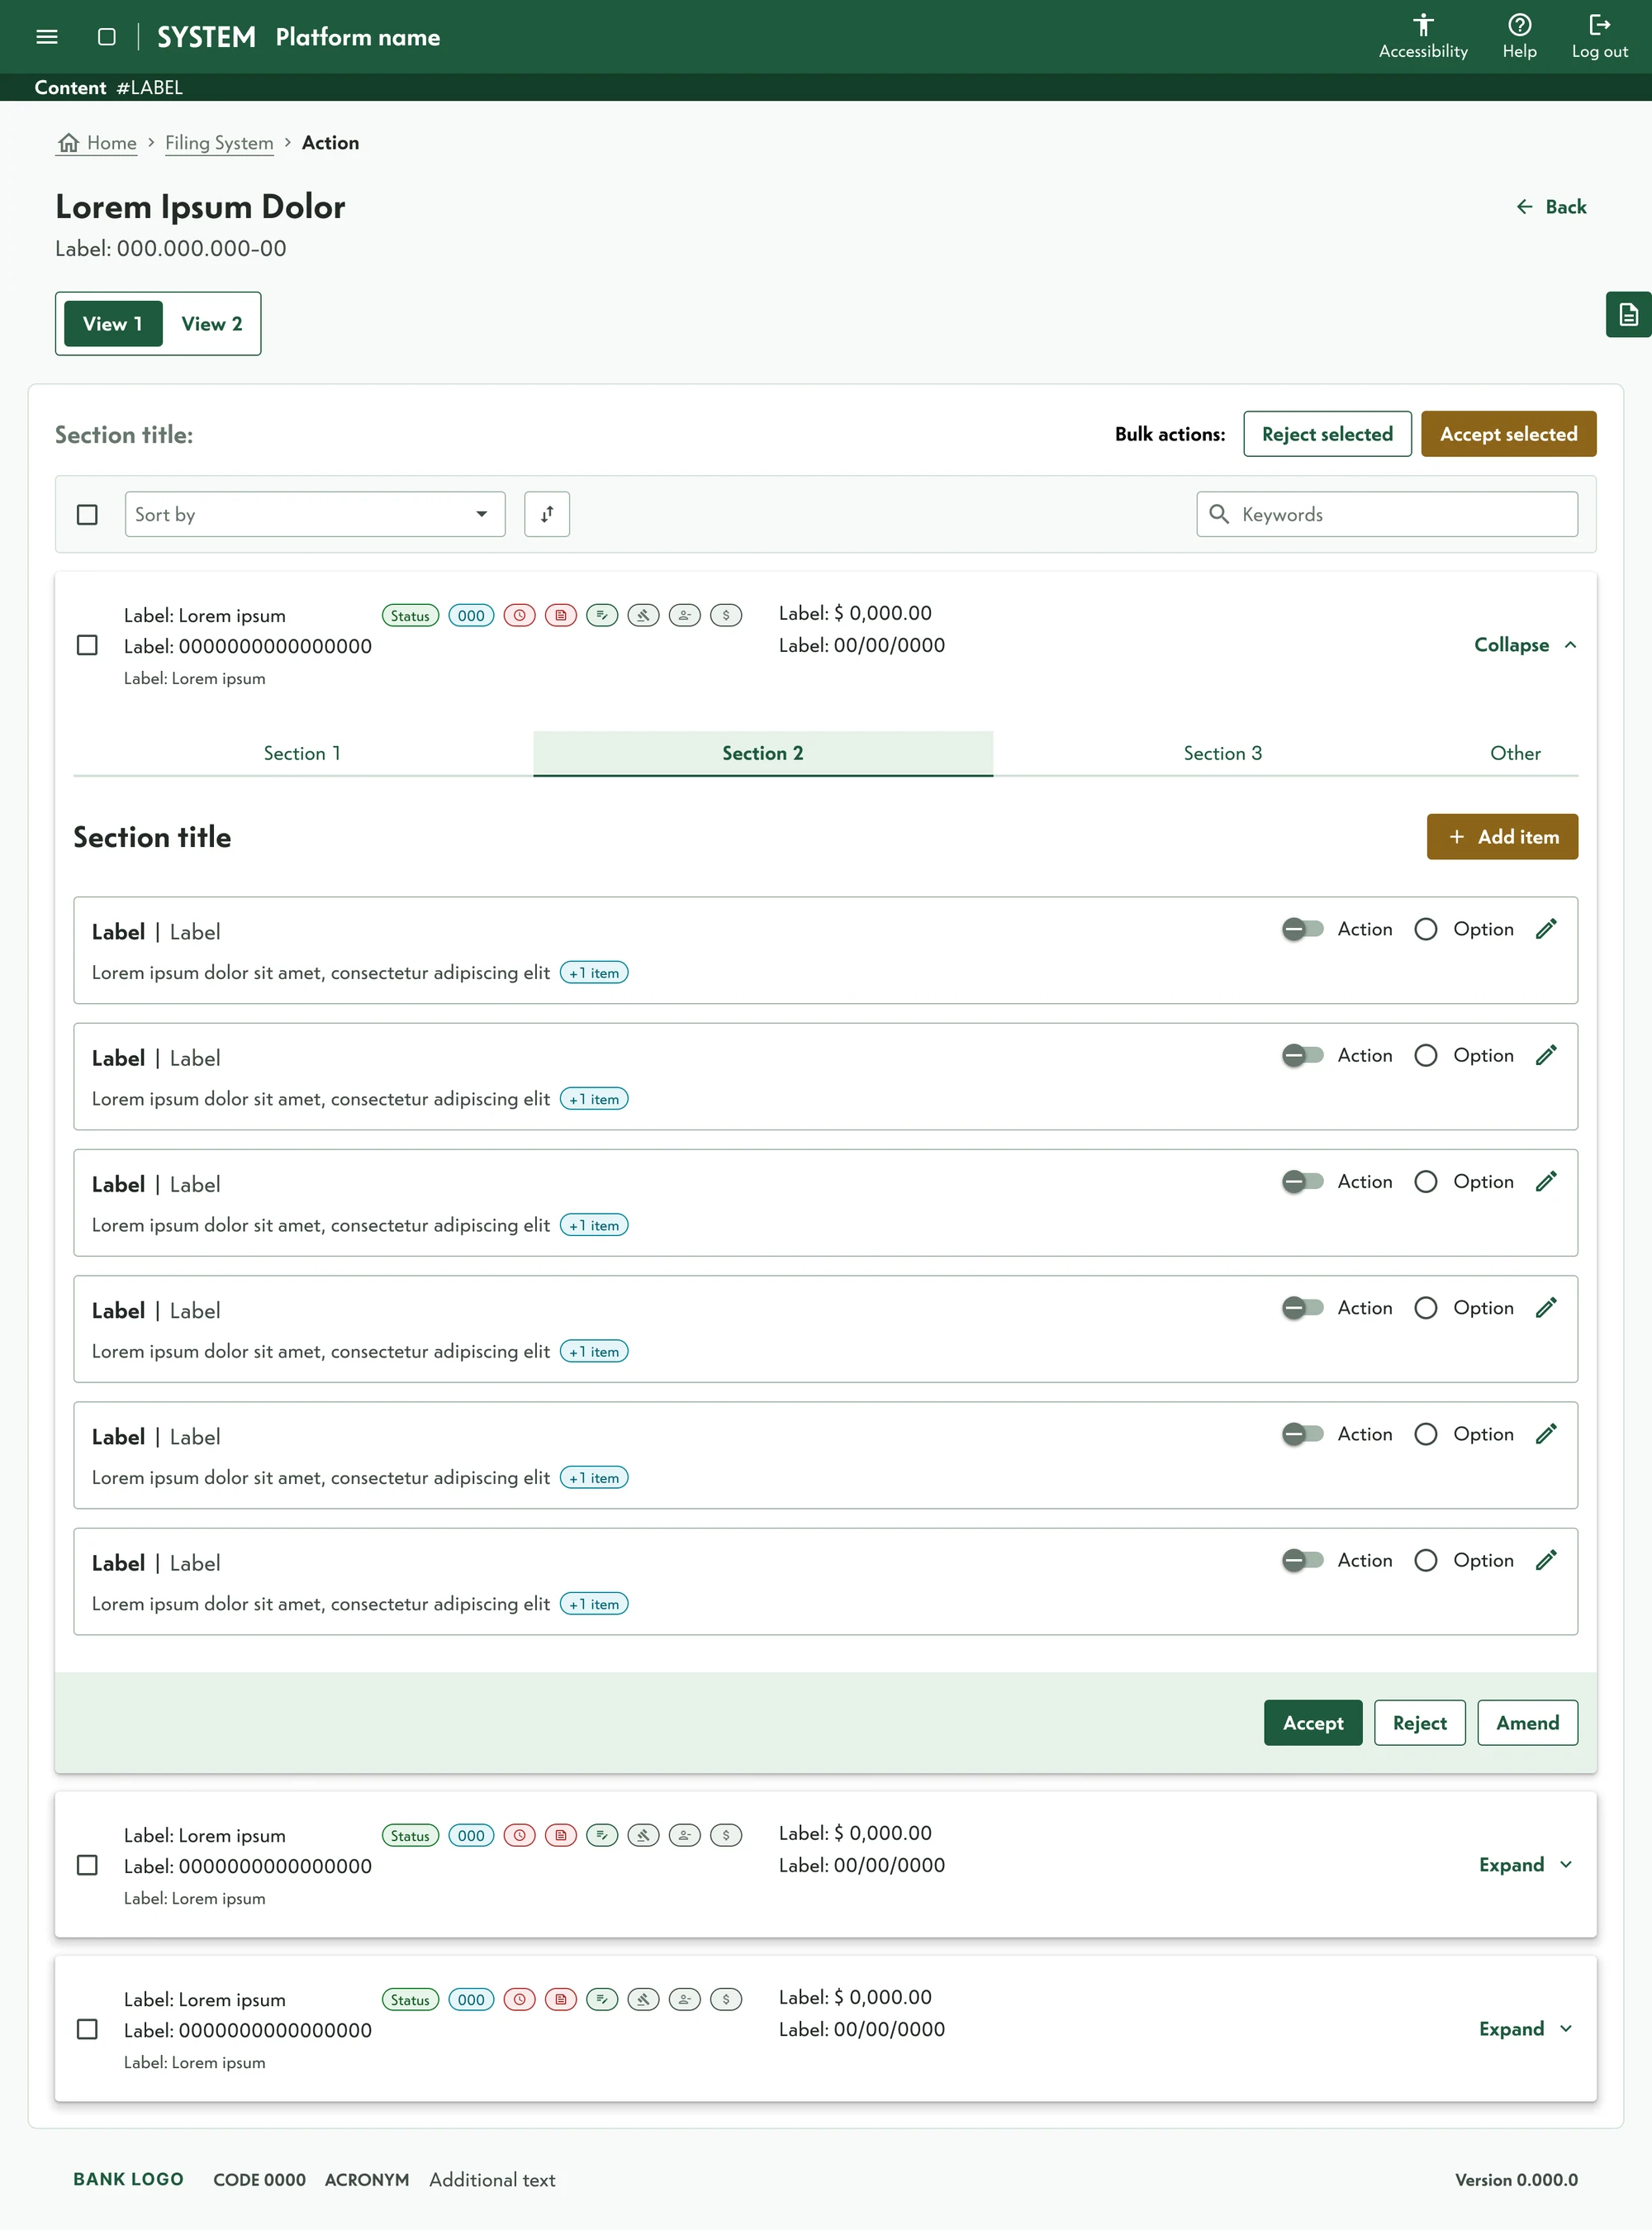 SYSTEM Platform name
Accessibility Help Log out
Content #LABEL
Home > Filing System > Action
Lorem Ipsum Dolor
Back
Label: 000.000.000-00
View 1 View 2
Section title:
Bulk actions: Reject selected Accept selected
Sort by
Keywords
Label: Lorem ipsum Status 000 $ Label: $ 0,000.00
Label: 0000000000000000 Label: 00/00/0000
Label: Lorem ipsum
Collapse
Section 1 Section 2 Section 3 Other
Section title
+ Add item
Label | Label Action Option
Lorem ipsum dolor sit amet, consectetur adipiscing elit +1 item
Label | Label Action Option
Lorem ipsum dolor sit amet, consectetur adipiscing elit +1 item
Label | Label Action Option
Lorem ipsum dolor sit amet, consectetur adipiscing elit +1 item
Label | Label Action Option
Lorem ipsum dolor sit amet, consectetur adipiscing elit +1 item
Label | Label Action Option
Lorem ipsum dolor sit amet, consectetur adipiscing elit +1 item
Label | Label Action Option
Lorem ipsum dolor sit amet, consectetur adipiscing elit +1 item
Accept Reject Amend
Label: Lorem ipsum Status 000 $ Label: $ 0,000.00
Label: 0000000000000000 Label: 00/00/0000
Label: Lorem ipsum
Expand
Label: Lorem ipsum Status 000 $ Label: $ 0,000.00
Label: 0000000000000000 Label: 00/00/0000
Label: Lorem ipsum
Expand
BANK LOGO CODE 0000 ACRONYM Additional text
Version 0.000.0